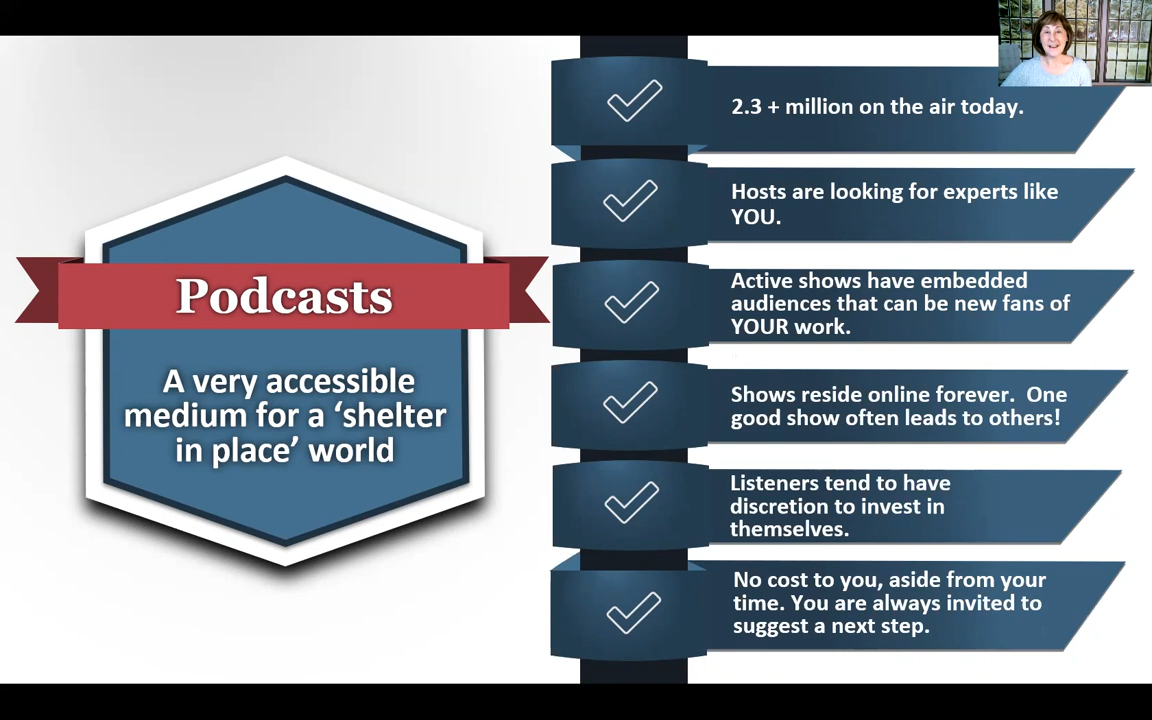 Podcasts
A very accessible
medium for a ‘shelter
in place’ world
2.3 + million on the air today.
Hosts are looking for experts like
YOU.
Active shows have embedded
audiences that can be new fans of
YOUR work.
Shows reside online forever.  One
good show often leads to others!
Listeners tend to have
discretion to invest in
themselves.
No cost to you, aside from your
time. You are always invited to
suggest a next step.